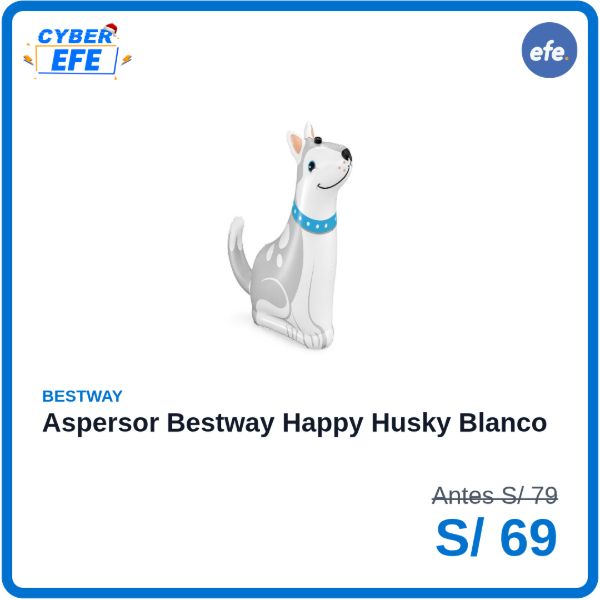 CYBER
EFE
efe.
BESTWAY
Aspersor Bestway Happy Husky Blanco
Antes S/ 79
S/ 69